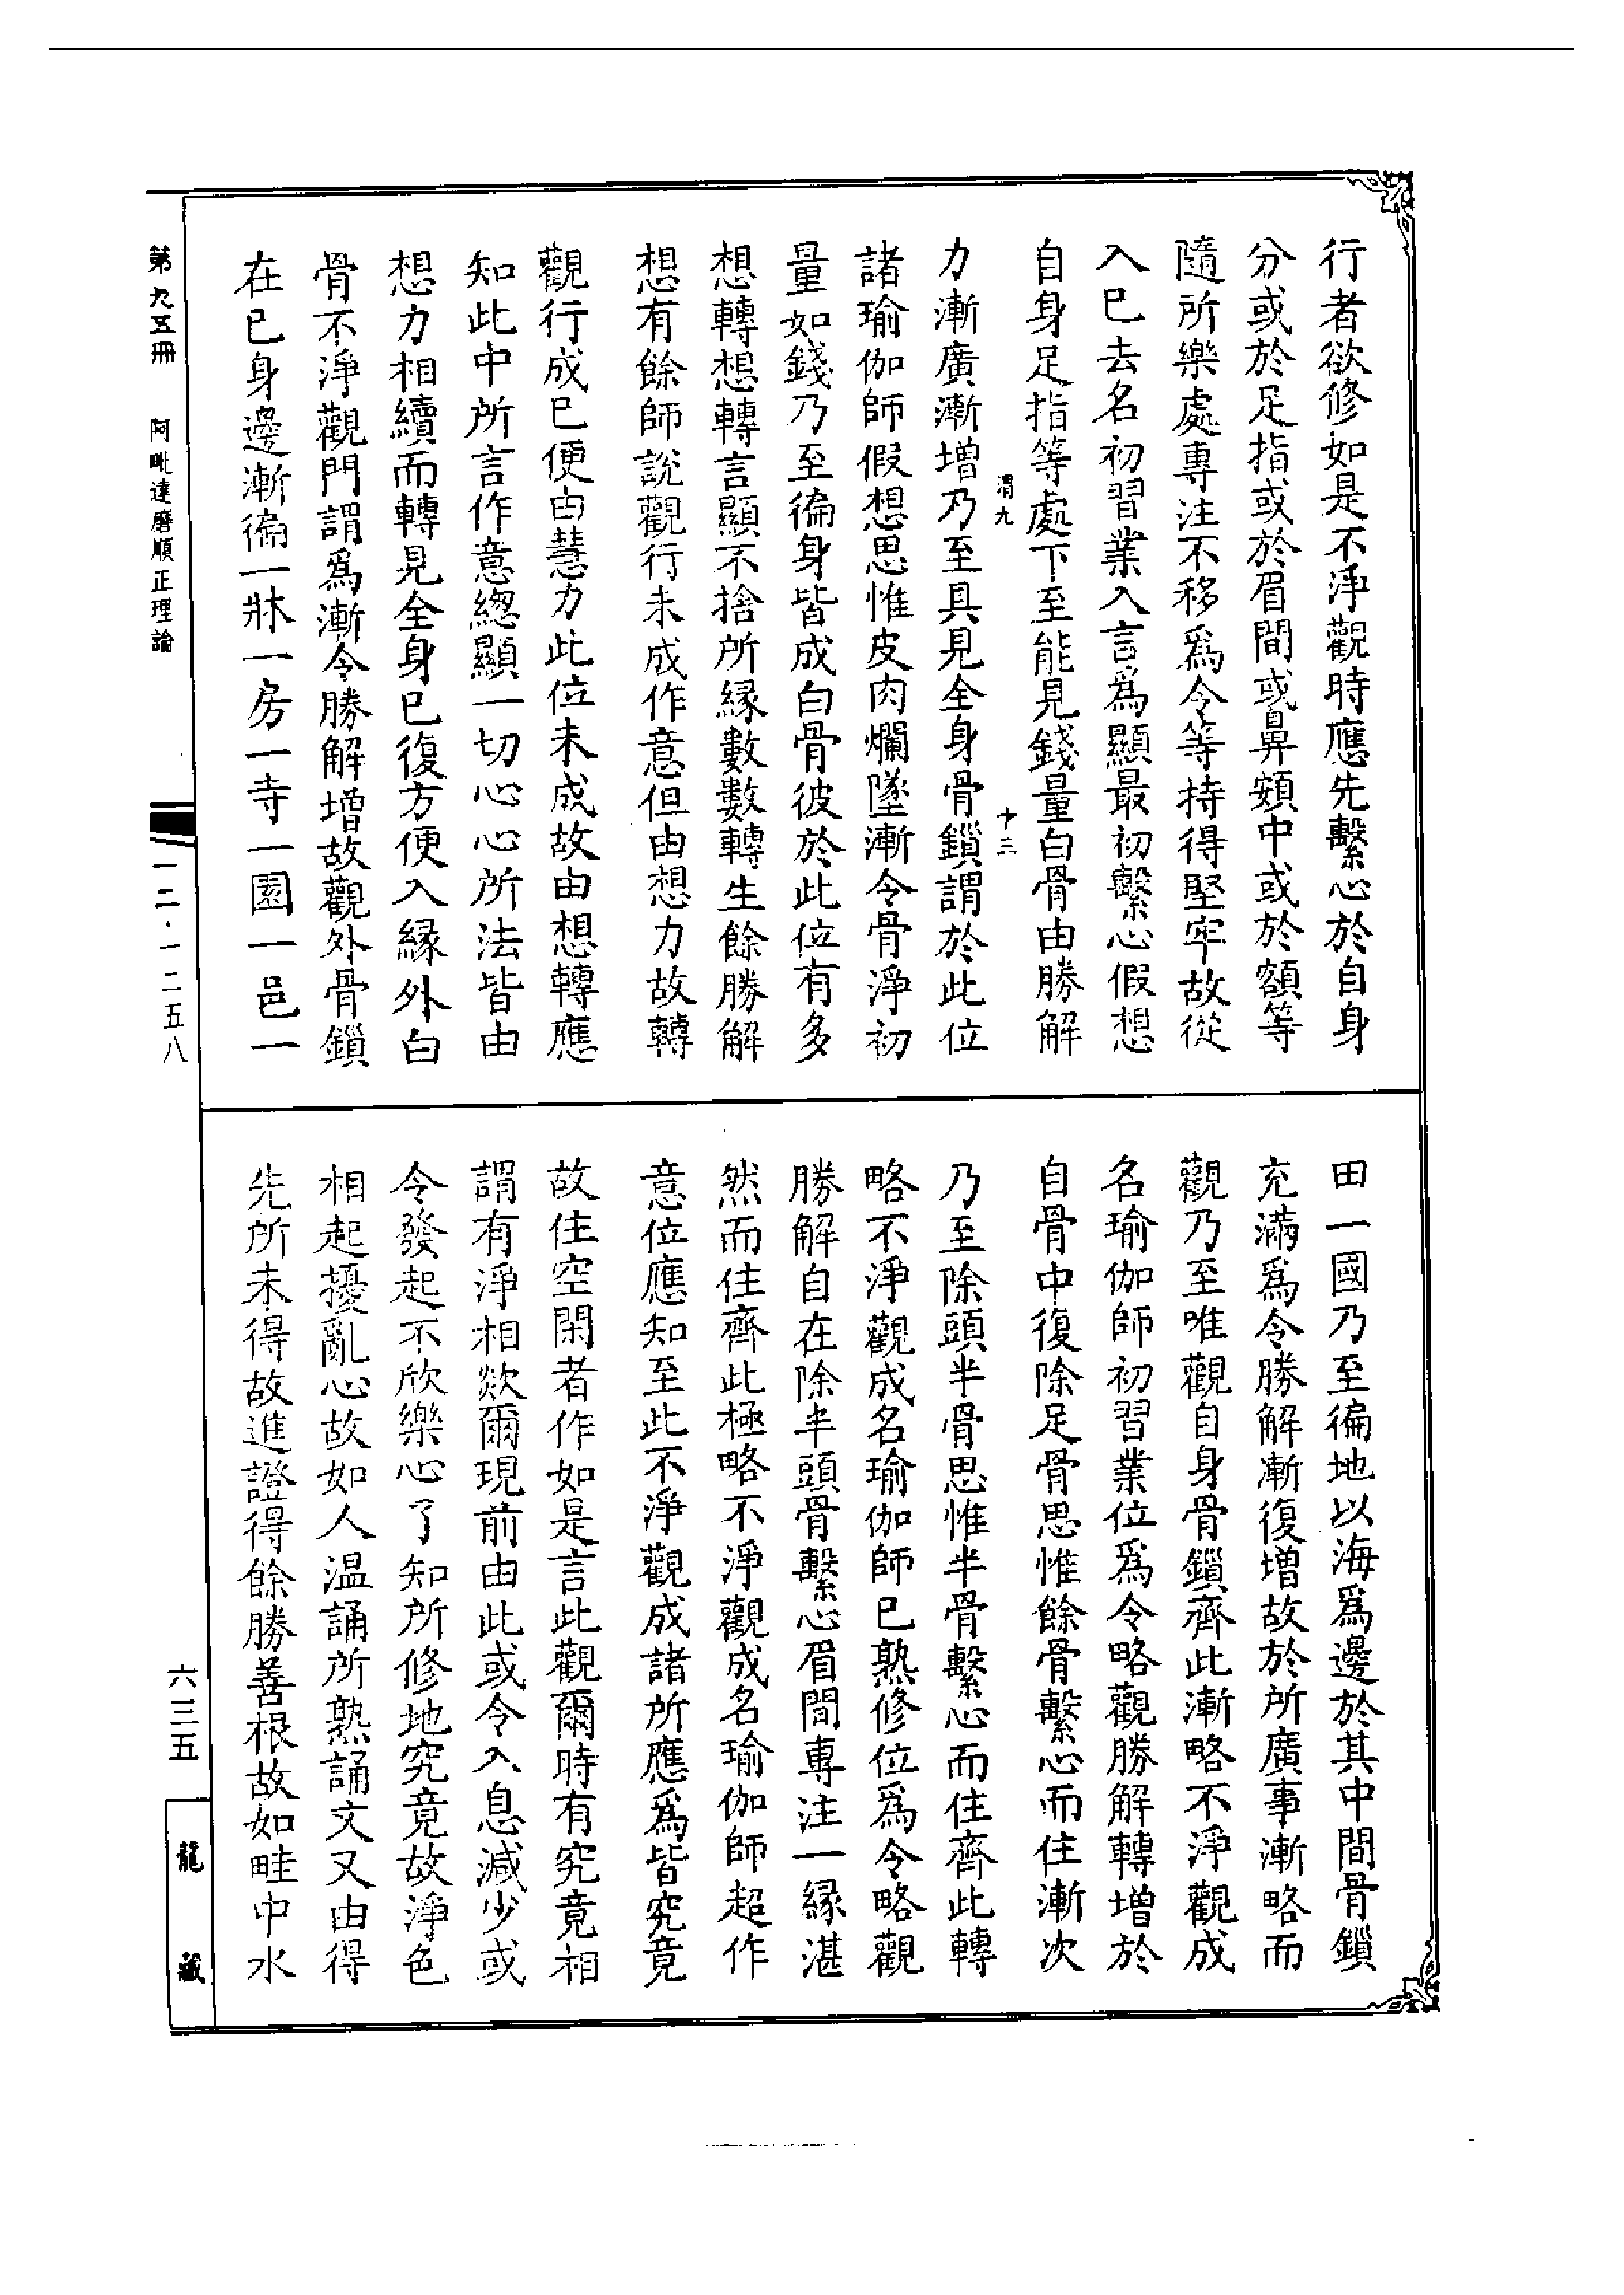 行者欲修如是不淨觀時應先繫心於自身
分或於足指或於眉間或鼻頞中或於額等
隨所樂處專注不移爲令等持得堅牢故從
入已去名初習業入言爲顯最初繫心假想
自身足指等處下至能見錢量白骨由勝解
渭九 十三
力漸廣漸增乃至具見全身骨鎖謂於此位
諸瑜伽師假想思惟皮肉爛墜漸令骨淨初
量如錢乃至徧身皆成白骨彼於此位有多
想轉想轉言顯不捨所緣數數轉生餘勝解
想有餘師說觀行未成作意但由想力故轉
觀行成已便由慧力此位未成故由想轉應
知此中所言作意緫顯一切心心所法皆由
想力相續而轉見全身已復方便入緣外白
骨不淨觀門謂爲漸令勝解增故觀外骨鎖
在已身邊漸徧一牀一房一寺一園一邑一
田一國乃至徧地以海爲邊於其中間骨鎖
充滿爲令勝解漸復增故於所廣事漸略而
觀乃至唯觀自身骨鎖齊此漸略不淨觀成
名瑜伽師初習業位爲令略觀勝解轉增於
自骨中復除足骨思惟餘骨繫心而住漸次
乃至除頭半骨思惟半骨繫心而住齊此轉
略不淨觀成名瑜伽師已熟修位爲令略觀
勝解自在除半頭骨繫心眉間專注一緣湛
然而住齊此極略不淨觀成名瑜伽師超作
意位應知至此不淨觀成諸所應爲皆究竟
故住空閑者作如是言此觀爾時有究竟相
謂有淨相欻爾現前由此或令入息減少或
令發起不欣樂心了知所修地究竟故淨色
相起擾亂心故如人温誦所熟誦文又由得
先所未得故進證得餘勝善根故如畦中水
第九五冊 阿毗達磨順正理論
一二·一二五八
六三五
龍藏